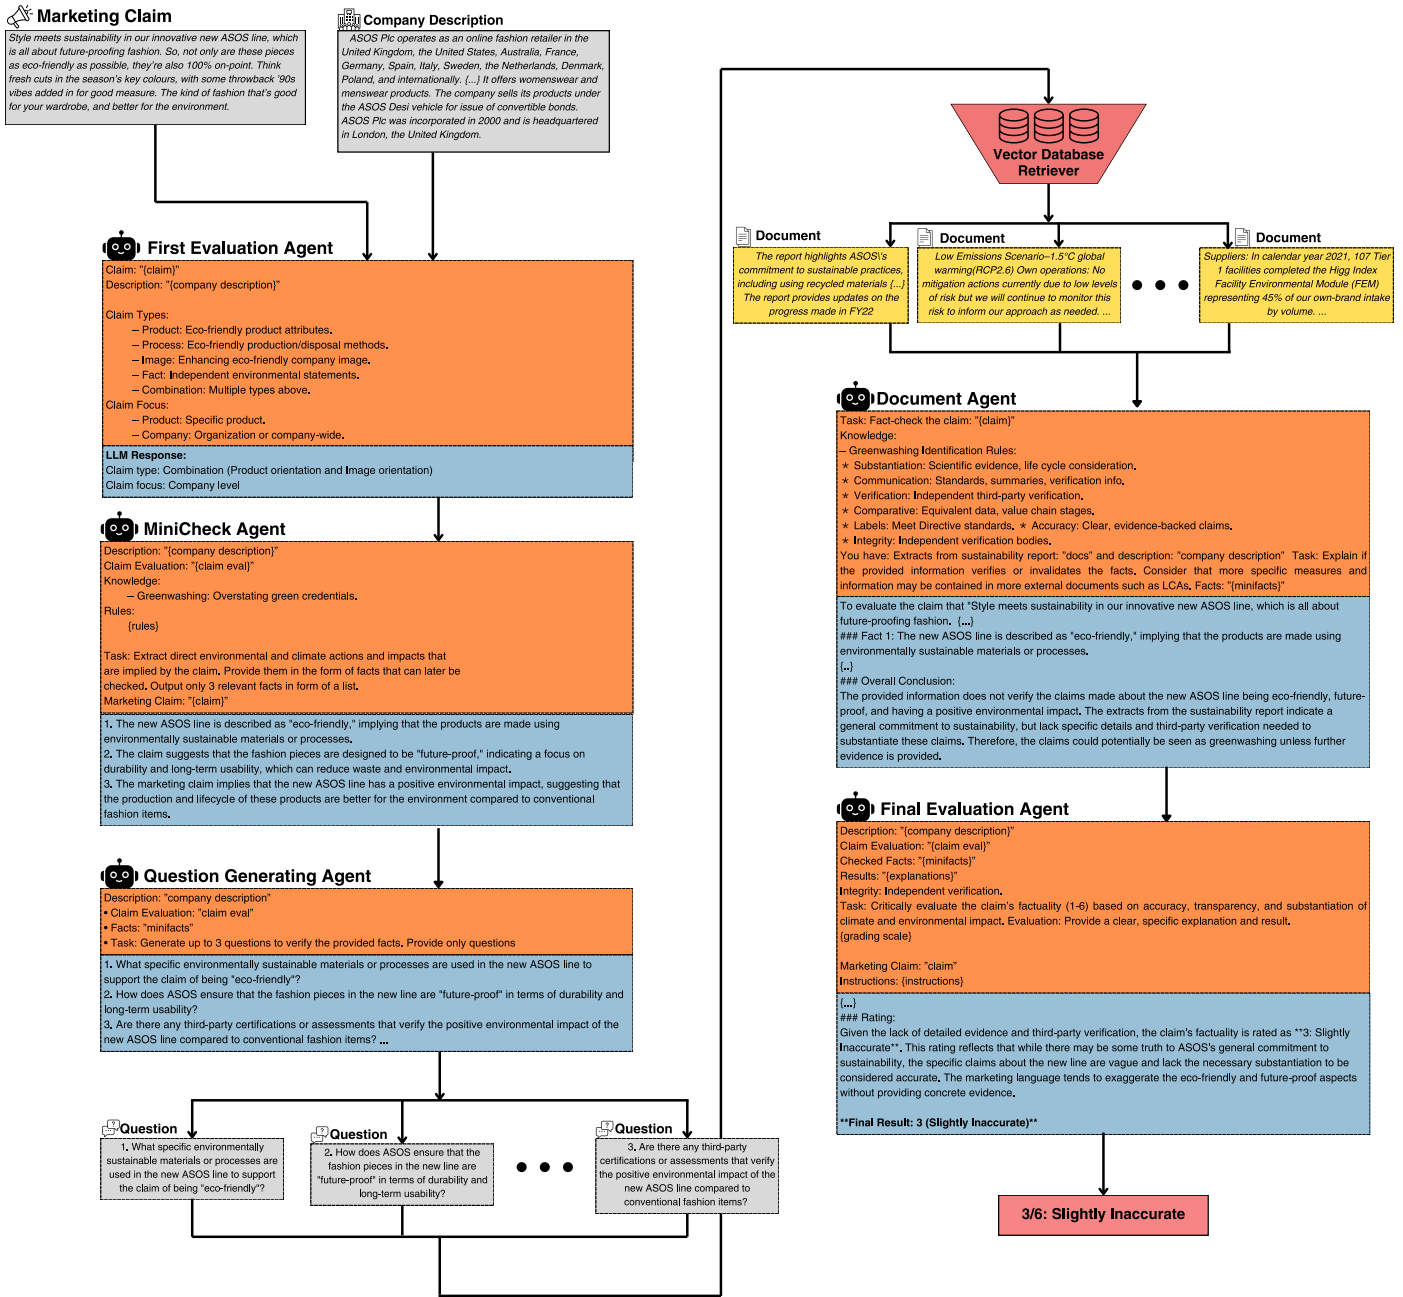 Marketing Claim
Style meets sustainability in our innovative new ASOS line, which
is all about future-proofing fashion. So, not only are these pieces
as eco-friendly as possible, they're also 100% on-point. Think
fresh cuts in the season's key colours, with some throwback '90s
vibes added in for good measure. The kind of fashion that's good
for your wardrobe, and better for the environment.
Company Description
ASOS Plc operates as an online fashion retailer in the
United Kingdom, the United States, Australia, France,
Germany, Spain, Italy, Sweden, the Netherlands, Denmark,
Poland, and internationally. {...} It offers womenswear and
menswear products. The company sells its products under
the ASOS Desi vehicle for issue of convertible bonds.
ASOS Plc was incorporated in 2000 and is headquartered
in London, the United Kingdom.
First Evaluation Agent
Claim: "{claim}"
Description: "{company description}"
Claim Types:
– Product: Eco-friendly product attributes.
– Process: Eco-friendly production/disposal methods.
– Image: Enhancing eco-friendly company image.
– Fact: Independent environmental statements.
– Combination: Multiple types above.
Claim Focus:
– Product: Specific product.
– Company: Organization or company-wide.
LLM Response:
Claim type: Combination (Product orientation and Image orientation)
Claim focus: Company level
MiniCheck Agent
Description: "{company description}"
Claim Evaluation: "{claim eval}"
Knowledge:
– Greenwashing: Overstating green credentials.
Rules:
{rules}
Task: Extract direct environmental and climate actions and impacts that
are implied by the claim. Provide them in the form of facts that can later be
checked. Output only 3 relevant facts in form of a list.
Marketing Claim: "{claim}"
1. The new ASOS line is described as "eco-friendly," implying that the products are made using
environmentally sustainable materials or processes.
2. The claim suggests that the fashion pieces are designed to be "future-proof," indicating a focus on
durability and long-term usability, which can reduce waste and environmental impact.
3. The marketing claim implies that the new ASOS line has a positive environmental impact, suggesting that
the production and lifecycle of these products are better for the environment compared to conventional
fashion items.
Question Generating Agent
Description: "company description"
• Claim Evaluation: "claim eval"
• Facts: "minifacts"
• Task: Generate up to 3 questions to verify the provided facts. Provide only questions
1. What specific environmentally sustainable materials or processes are used in the new ASOS line to
support the claim of being "eco-friendly"?
2. How does ASOS ensure that the fashion pieces in the new line are "future-proof" in terms of durability and
long-term usability?
3. Are there any third-party certifications or assessments that verify the positive environmental impact of the
new ASOS line compared to conventional fashion items? ...
Question
1. What specific environmentally
sustainable materials or processes are
used in the new ASOS line to support
the claim of being "eco-friendly"?
Question
2. How does ASOS ensure that the
fashion pieces in the new line are
"future-proof" in terms of durability and
long-term usability?
Question
3. Are there any third-party
certifications or assessments that verify
the positive environmental impact of the
new ASOS line compared to
conventional fashion items?
Vector Database
Retriever
Document
The report highlights ASOS\'s
commitment to sustainable practices,
including using recycled materials {...}
The report provides updates on the
progress made in FY22
Document
Low Emissions Scenario–1.5°C global
warming(RCP2.6) Own operations: No
mitigation actions currently due to low levels
of risk but we will continue to monitor this
risk to inform our approach as needed. ...
Document
Suppliers: In calendar year 2021, 107 Tier
1 facilities completed the Higg Index
Facility Environmental Module (FEM)
representing 45% of our own-brand intake
by volume. ...
Document Agent
Task: Fact-check the claim: "{claim}"
Knowledge:
– Greenwashing Identification Rules:
* Substantiation: Scientific evidence, life cycle consideration.
* Communication: Standards, summaries, verification info.
* Verification: Independent third-party verification.
* Comparative: Equivalent data, value chain stages.
* Labels: Meet Directive standards. * Accuracy: Clear, evidence-backed claims.
* Integrity: Independent verification bodies.
You have: Extracts from sustainability report: "docs" and description: "company description" Task: Explain if
the provided information verifies or invalidates the facts. Consider that more specific measures and
information may be contained in more external documents such as LCAs. Facts: "{minifacts}"
To evaluate the claim that "Style meets sustainability in our innovative new ASOS line, which is all about
future-proofing fashion. {...}
### Fact 1: The new ASOS line is described as "eco-friendly," implying that the products are made using
environmentally sustainable materials or processes.
{..}
### Overall Conclusion:
The provided information does not verify the claims made about the new ASOS line being eco-friendly, future-
proof, and having a positive environmental impact. The extracts from the sustainability report indicate a
general commitment to sustainability, but lack specific details and third-party verification needed to
substantiate these claims. Therefore, the claims could potentially be seen as greenwashing unless further
evidence is provided.
Final Evaluation Agent
Description: "{company description}"
Claim Evaluation: "{claim eval}"
Checked Facts: "{minifacts}"
Results: "{explanations}"
Integrity: Independent verification.
Task: Critically evaluate the claim's factuality (1-6) based on accuracy, transparency, and substantiation of
climate and environmental impact. Evaluation: Provide a clear, specific explanation and result.
{grading scale}
Marketing Claim: "claim"
Instructions: {instructions}
{...}
### Rating:
Given the lack of detailed evidence and third-party verification, the claim's factuality is rated as **3: Slightly
Inaccurate**. This rating reflects that while there may be some truth to ASOS's general commitment to
sustainability, the specific claims about the new line are vague and lack the necessary substantiation to be
considered accurate. The marketing language tends to exaggerate the eco-friendly and future-proof aspects
without providing concrete evidence.
**Final Result: 3 (Slightly Inaccurate)**
3/6: Slightly Inaccurate